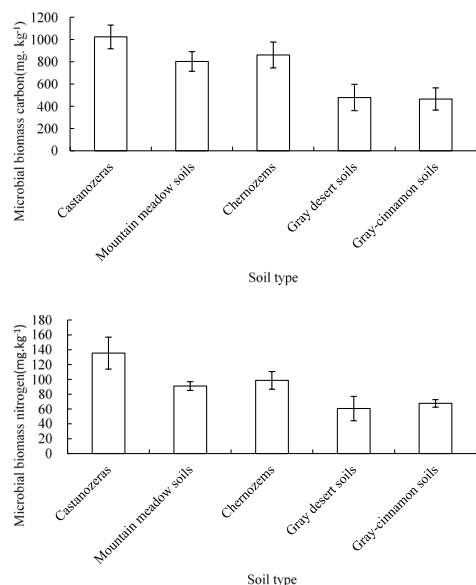 Microbial biomass carbon(mg. kg-1)
1200
1000
800
600
400
200
0
Castanozeras
Mountain meadow soils
Chernozems
Gray desert soils
Gray-cinnamon soils
Soil type
Microbial biomass nitrogen(mg.kg-1)
180
160
140
120
100
80
60
40
20
0
Castanozeras
Mountain meadow soils
Chernozems
Gray desert soils
Gray-cinnamon soils
Soil type